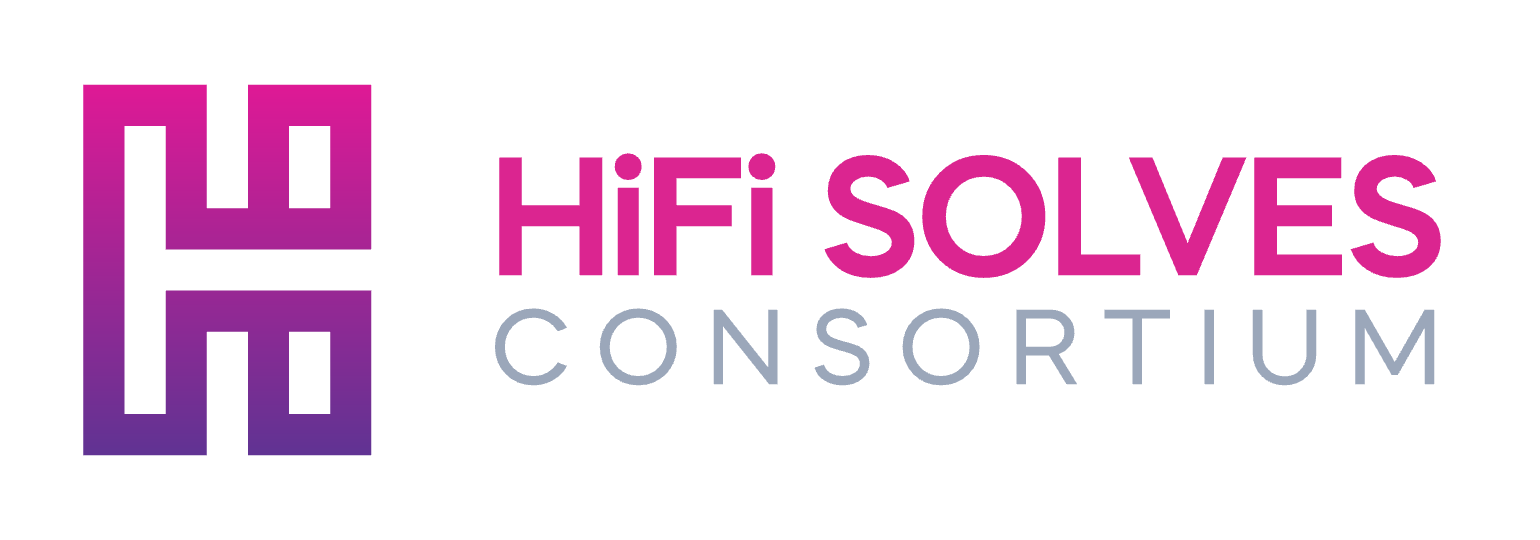 HiFi SOLVES
CONSORTIUM